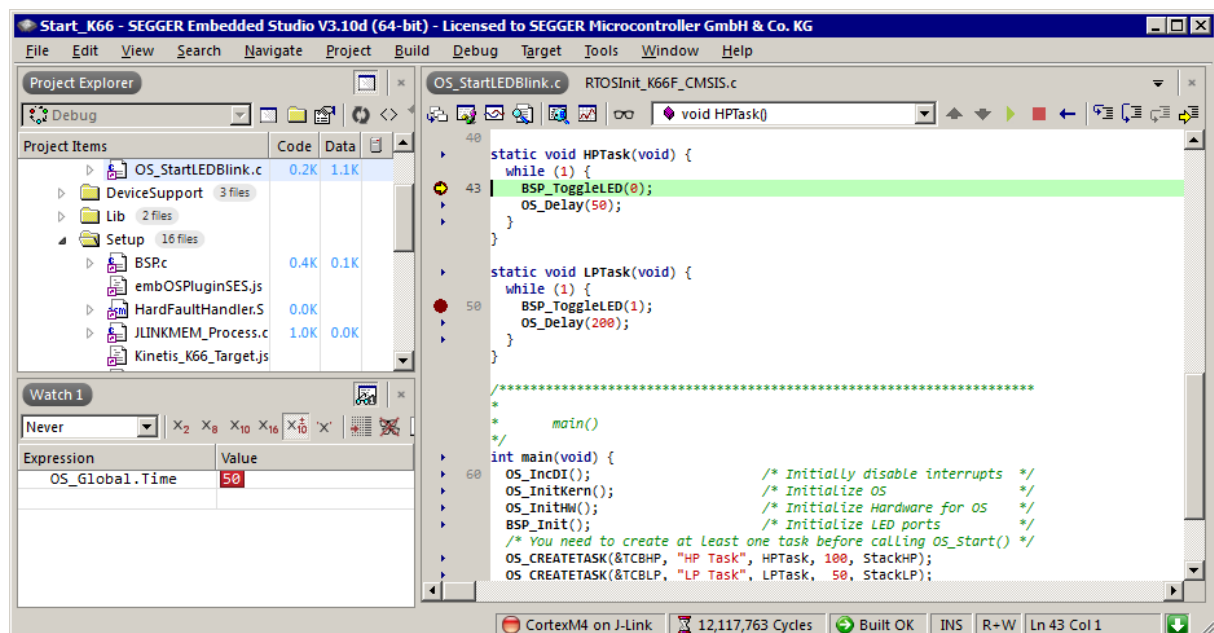 Start_K66 - SEGGER Embedded Studio V3.10d (64-bit) - Licensed to SEGGER Microcontroller GmbH & Co. KG
File Edit View Search Navigate Project Build Debug Target Tools Window Help
Project Explorer
Debug
Project Items Code Data
OS_StartLEDBlink.c 0.2K 1.1K
DeviceSupport 3 files
Lib 2 files
Setup 16 files
BSP.c 0.4K 0.1K
embOSPluginSES.js
HardFaultHandler.S 0.0K
JLINKMEM_Process.c 1.0K 0.0K
Kinetis_K66_Target.js
Watch 1
Never x2 x8 x10 x16 x±10 'x'
Expression Value
OS_Global.Time 50
OS_StartLEDBlink.c RTOSInit_K66F_CMSIS.c
void HPTask()
40
static void HPTask(void) {
while (1) {
43 BSP_ToggleLED(0);
OS_Delay(50);
}
}
static void LPTask(void) {
while (1) {
50 BSP_ToggleLED(1);
OS_Delay(200);
}
}
/*********************************************************************
*
* main()
*/
int main(void) {
60 OS_IncDI(); /* Initially disable interrupts */
OS_InitKern(); /* Initialize OS */
OS_InitHW(); /* Initialize Hardware for OS */
BSP_Init(); /* Initialize LED ports */
/* You need to create at least one task before calling OS_Start() */
OS_CREATETASK(&TCBHP, "HP Task", HPTask, 100, StackHP);
OS_CREATETASK(&TCBLP, "LP Task", LPTask, 50, StackLP);
CortexM4 on J-Link 12,117,763 Cycles Built OK INS R+W Ln 43 Col 1